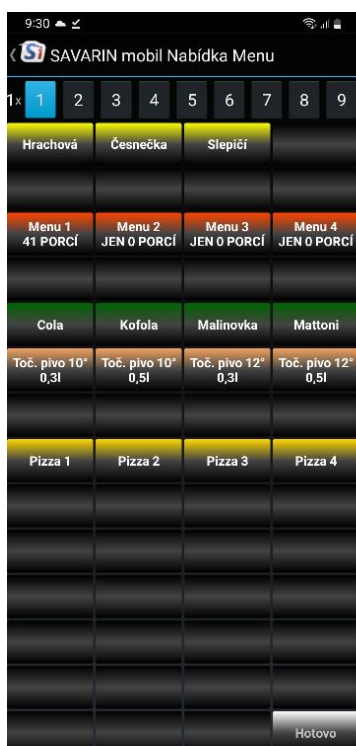 9:30
Si SAVARIN mobil Nabídka Menu
1x 1 2 3 4 5 6 7 8 9
Hrachová Česnečka Slepičí
Menu 1 Menu 2 Menu 3 Menu 4
41 PORCÍ JEN 0 PORCÍ JEN 0 PORCÍ JEN 0 PORCÍ
Cola Kofola Malinovka Mattoni
Toč. pivo 10° Toč. pivo 10° Toč. pivo 12° Toč. pivo 12°
0,3l 0,5l 0,3l 0,5l
Pizza 1 Pizza 2 Pizza 3 Pizza 4
Hotovo